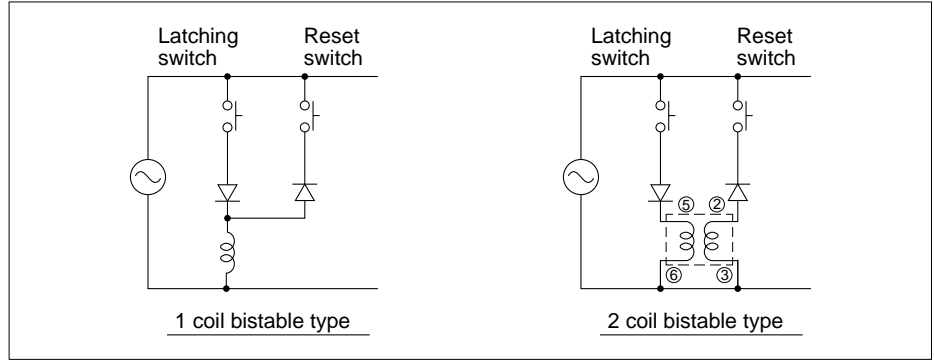 Latching
switch
Reset
switch
1 coil bistable type
Latching
switch
Reset
switch
⑤ ②
⑥ ③
2 coil bistable type